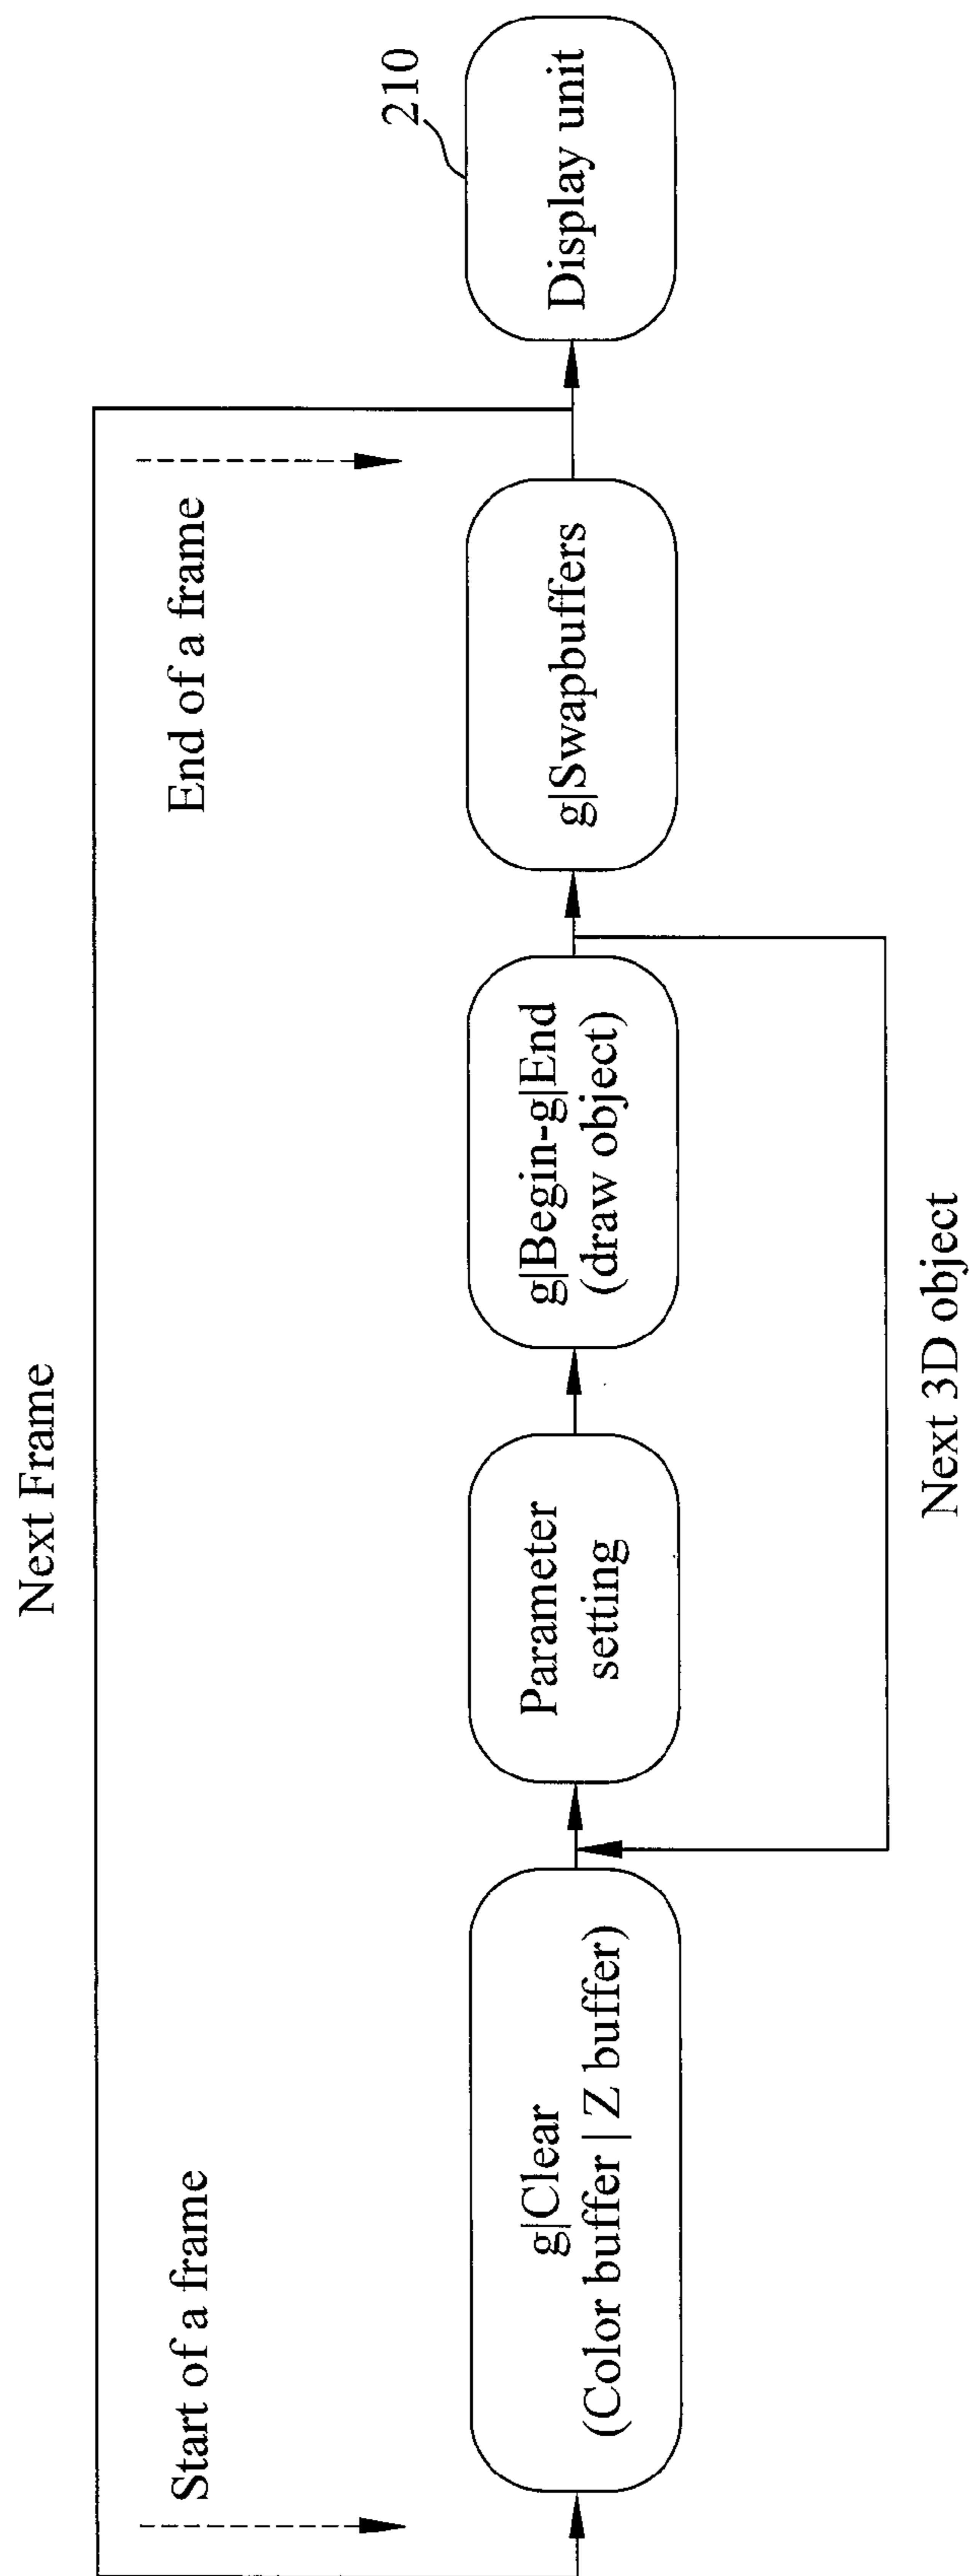 Next Frame
Start of a frame
End of a frame
g|Clear
(Color buffer | Z buffer)
Parameter
setting
g|Begin-g|End
(draw object)
g|Swapbuffers
Display unit
210
Next 3D object